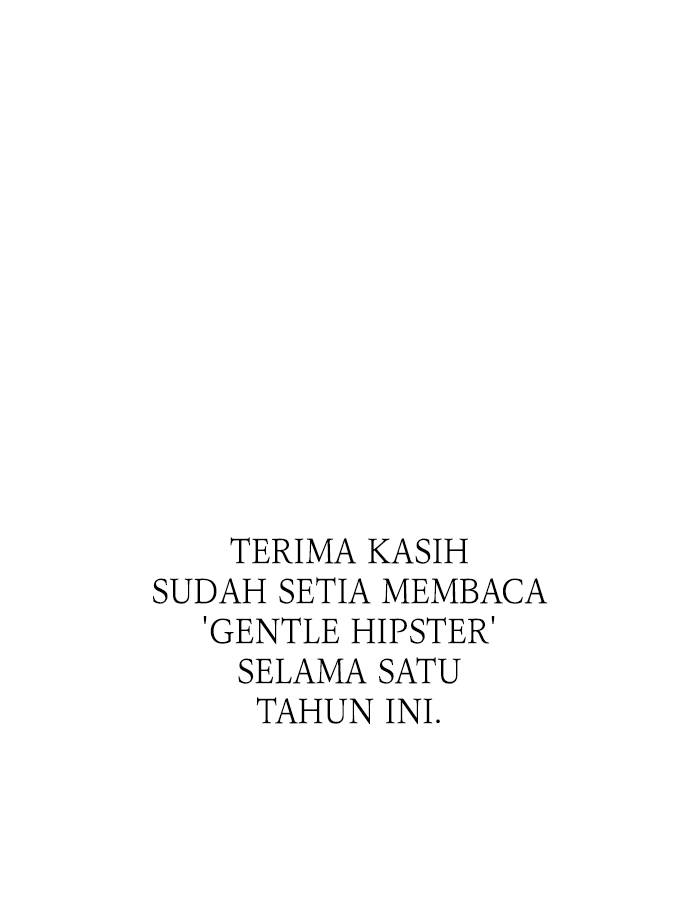 TERIMA KASIH
SUDAH SETIA MEMBACA
'GENTLE HIPSTER'
SELAMA SATU
TAHUN INI.